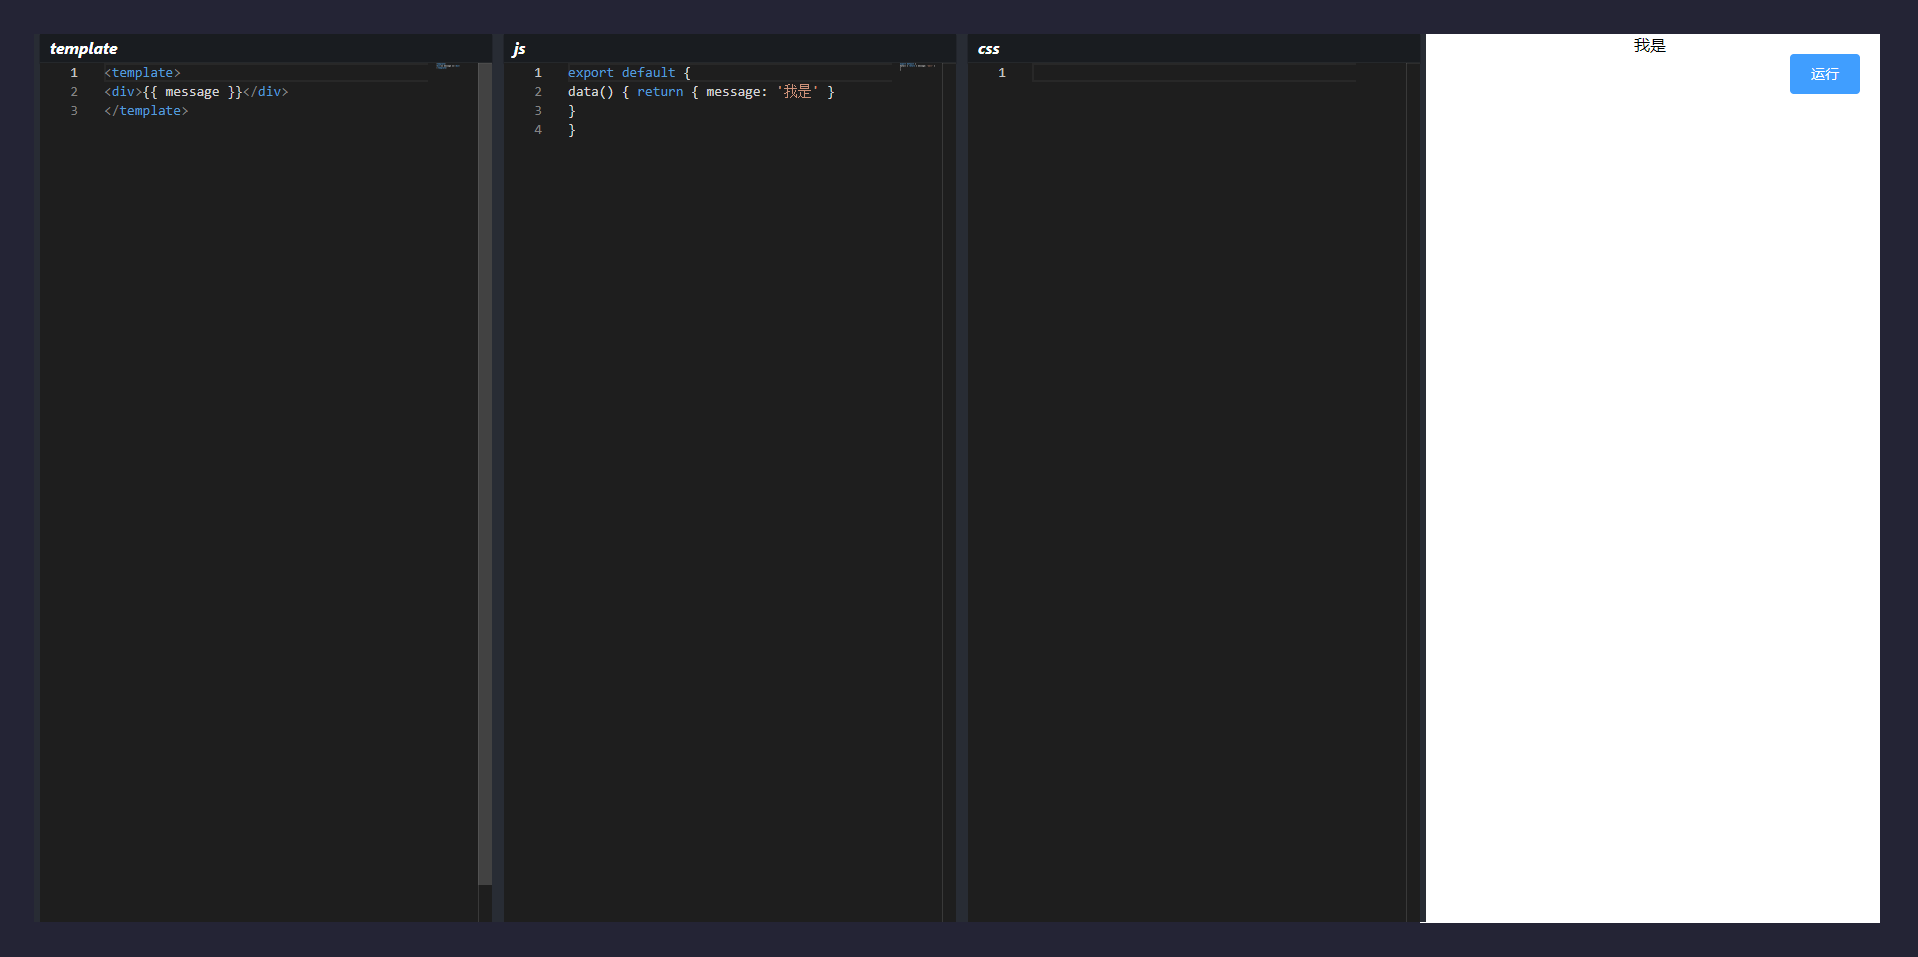 template
1 <template>
2 <div>{{ message }}</div>
3 </template>
js
1 export default {
2 data() { return { message: '我是' }
3 }
4 }
css
1
我是
运行